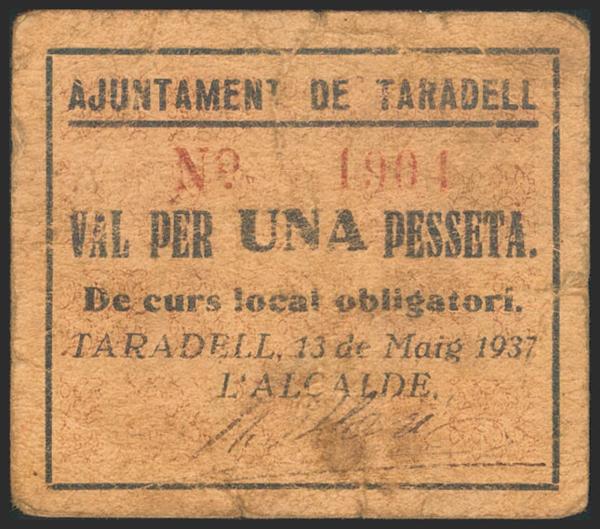 AJUNTAMENT DE TARADELL
Nº 1904
VAL PER UNA PESSETA.
De curs local obligatori.
TARADELL, 13 de Maig 1937
L'ALCALDE,